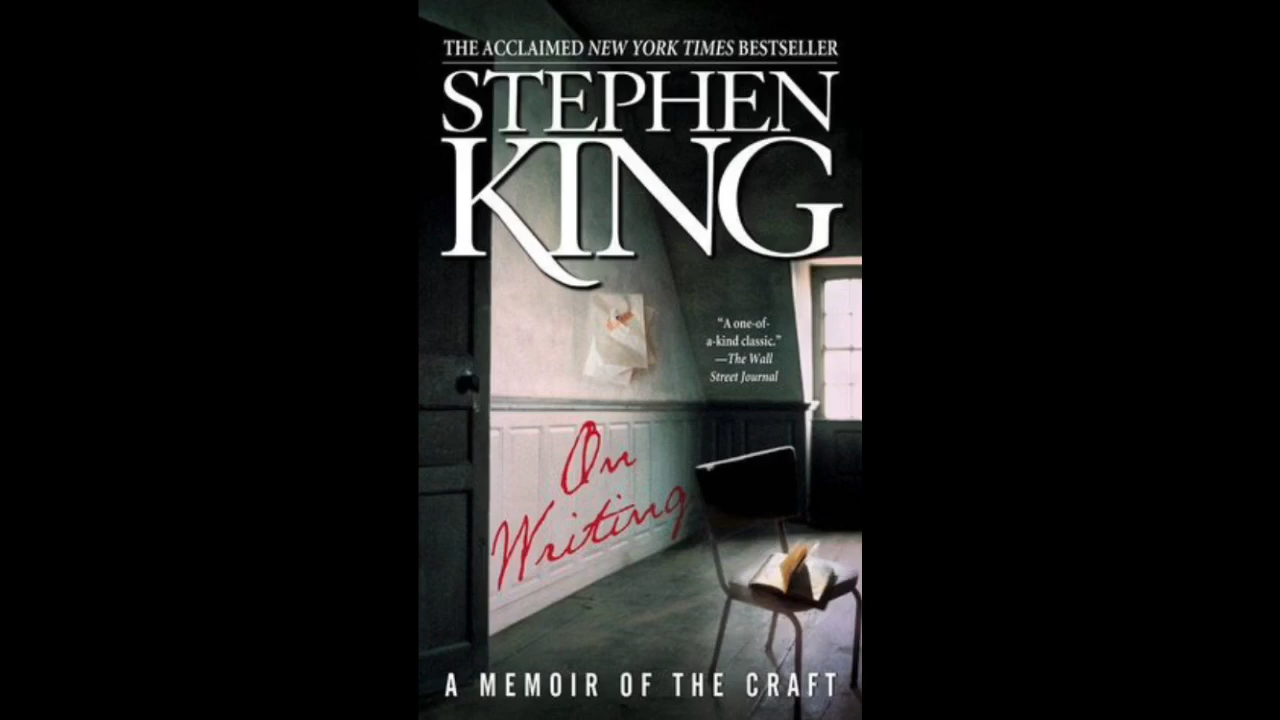 THE ACCLAIMED NEW YORK TIMES BESTSELLER
STEPHEN
KING
“A one-of-
a-kind classic.”
—The Wall
Street Journal
On
Writing
A MEMOIR OF THE CRAFT